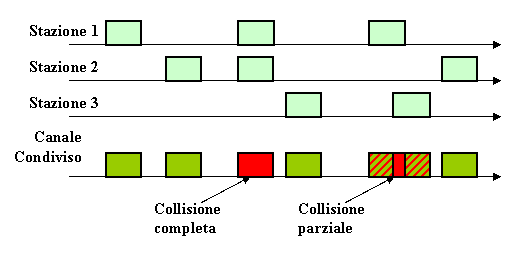 Stazione 1
Stazione 2
Stazione 3
Canale
Condiviso
Collisione
completa
Collisione
parziale